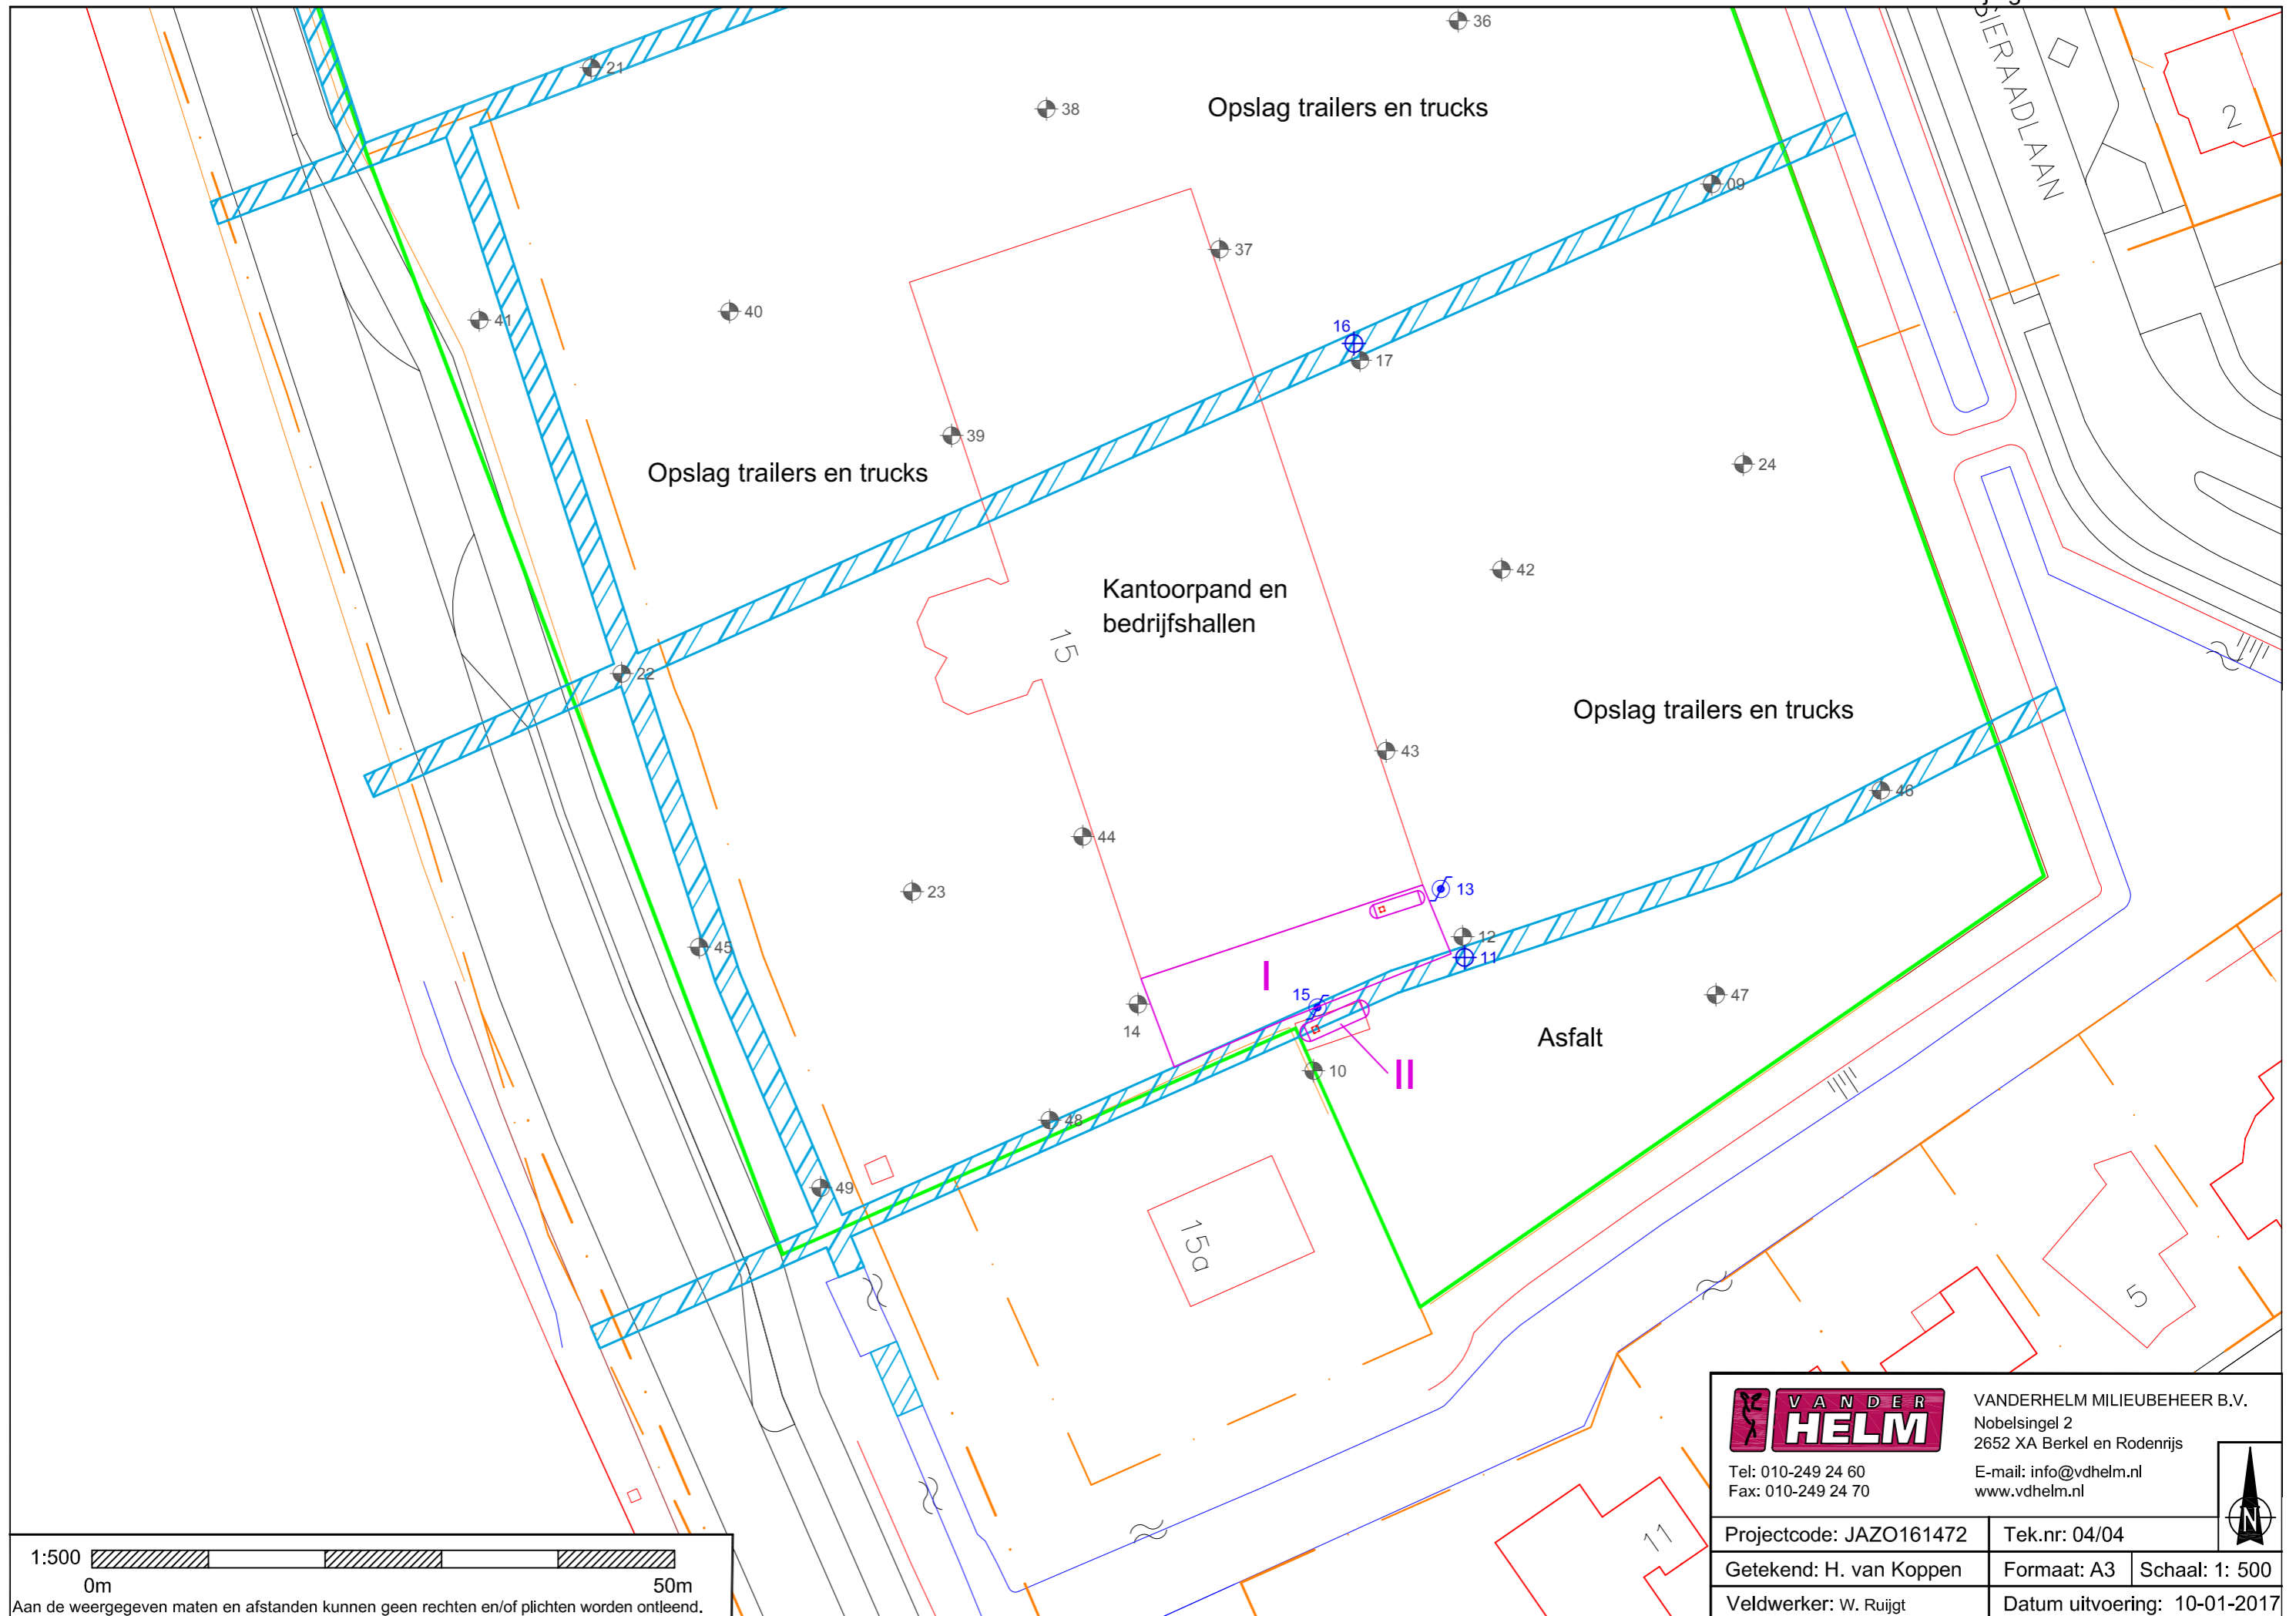 36
21
38
Opslag trailers en trucks
SIERAADLAAN
2
09
37
40
41
16
17
39
Opslag trailers en trucks
24
42
Kantoorpand en
bedrijfshallen
15
22
Opslag trailers en trucks
43
46
44
23
13
12
11
45
I
15
47
14
Asfalt
10
II
48
49
15a
5
11
1:500
0m
50m
Aan de weergegeven maten en afstanden kunnen geen rechten en/of plichten worden ontleend.
VANDER
HELM
VANDERHELM MILIEUBEHEER B.V.
Nobelsingel 2
2652 XA Berkel en Rodenrijs
Tel: 010-249 24 60
Fax: 010-249 24 70
E-mail: info@vdhelm.nl
www.vdhelm.nl
N
Projectcode: JAZO161472
Tek.nr: 04/04
Getekend: H. van Koppen
Formaat: A3
Schaal: 1: 500
Veldwerker: W. Ruijgt
Datum uitvoering: 10-01-2017